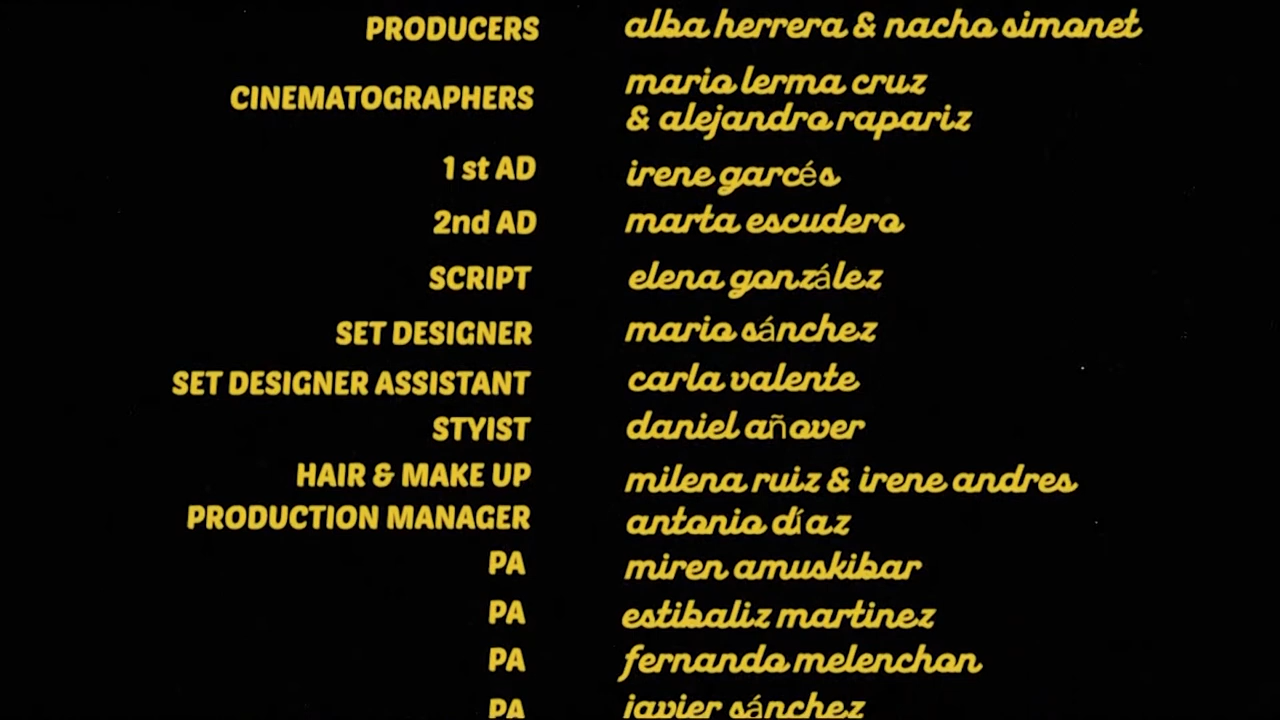 PRODUCERS alba herrera & nacho simonet
CINEMATOGRAPHERS mario lerma cruz
& alejandro rapariz
1 st AD irene garcés
2nd AD marta escudero
SCRIPT elena gonzález
SET DESIGNER mario sánchez
SET DESIGNER ASSISTANT carla valente
STYIST daniel añover
HAIR & MAKE UP milena ruiz & irene andres
PRODUCTION MANAGER antonio díaz
PA miren amuskibar
PA estibaliz martinez
PA fernando melenchon
PA javier sánchez